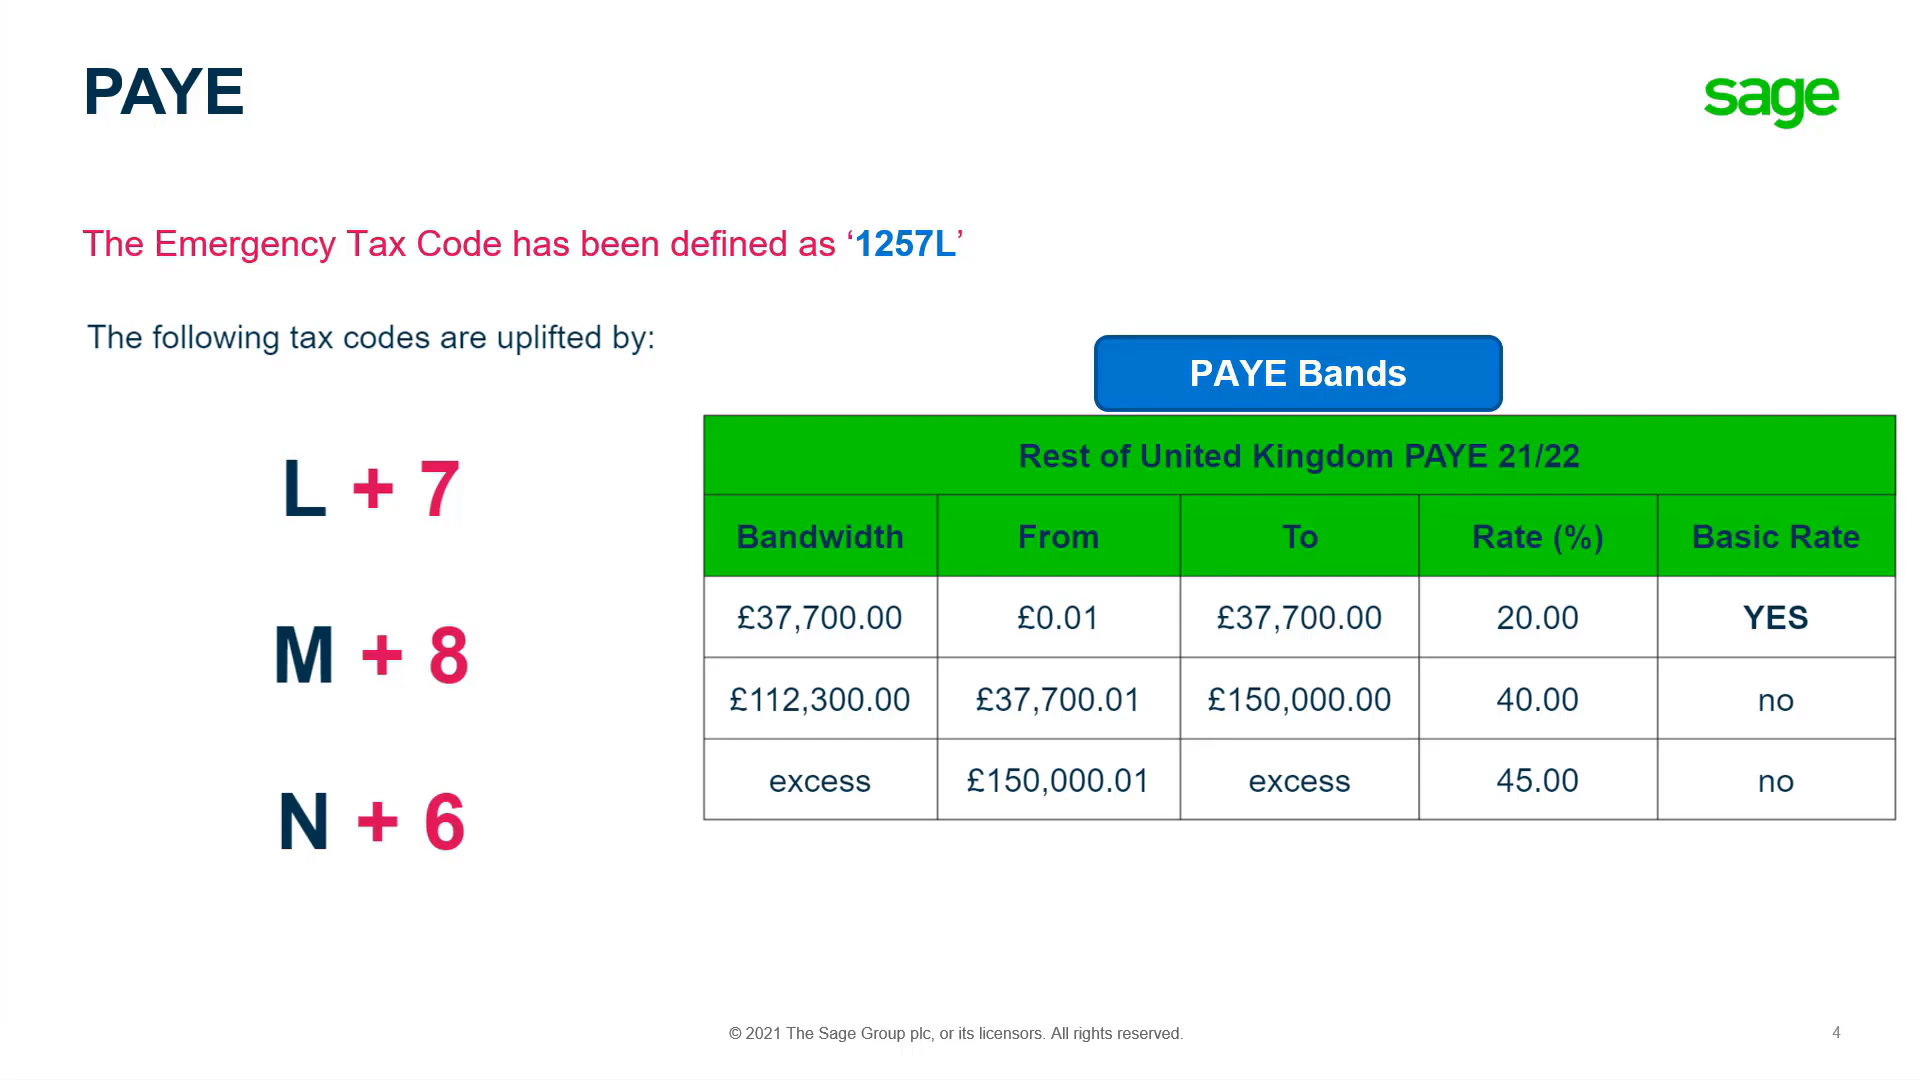 PAYE
sage
The Emergency Tax Code has been defined as ‘1257L’
The following tax codes are uplifted by:
L + 7
M + 8
N + 6
PAYE Bands
Rest of United Kingdom PAYE 21/22
Bandwidth From To Rate (%) Basic Rate
£37,700.00 £0.01 £37,700.00 20.00 YES
£112,300.00 £37,700.01 £150,000.00 40.00 no
excess £150,000.01 excess 45.00 no
© 2021 The Sage Group plc, or its licensors. All rights reserved.
4